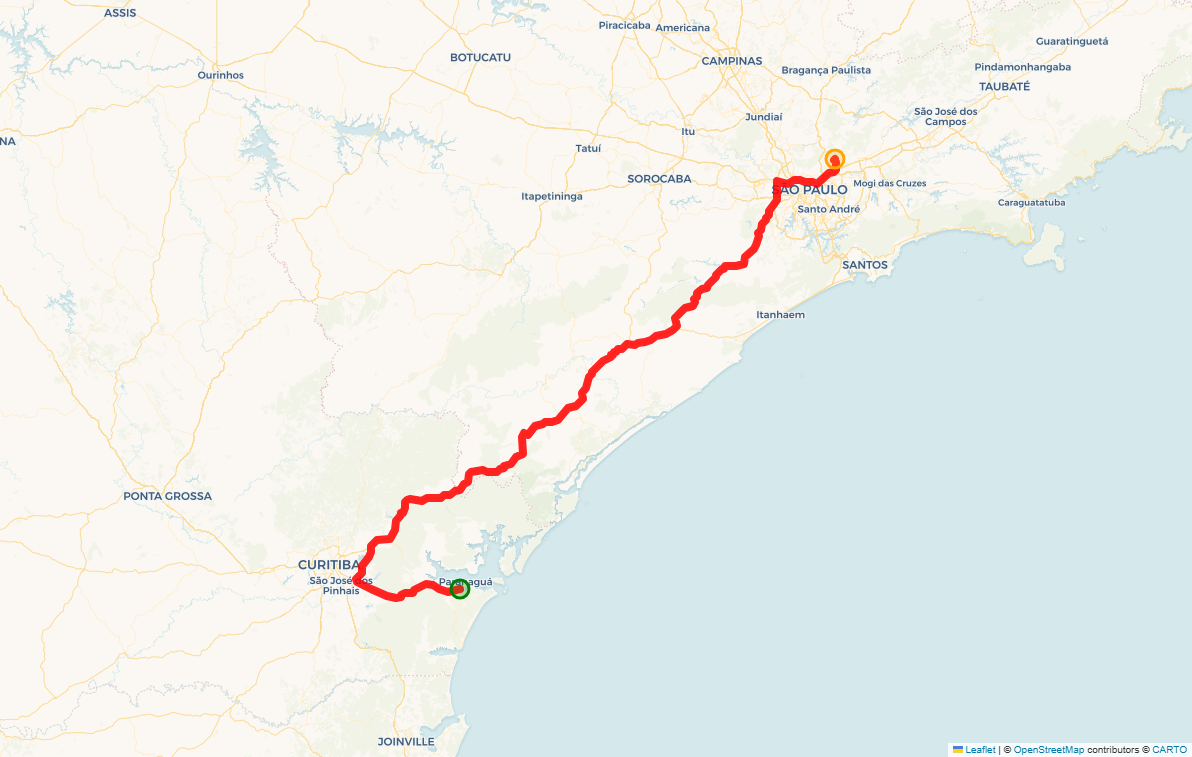 ASSIS
Piracicaba
Americana
Guaratinguetá
BOTUCATU
CAMPINAS
Bragança Paulista
Pindamonhangaba
Ourinhos
TAUBATÉ
Jundiaí
São José dos
Campos
Itu
NA
Tatuí
SOROCABA
Mogi das Cruzes
SÃO PAULO
Itapetininga
Caraguatatuba
Santo André
SANTOS
Itanhaem
PONTA GROSSA
CURITIBA
São José dos
Pinhais
Paranaguá
JOINVILLE
Leaflet | © OpenStreetMap contributors © CARTO